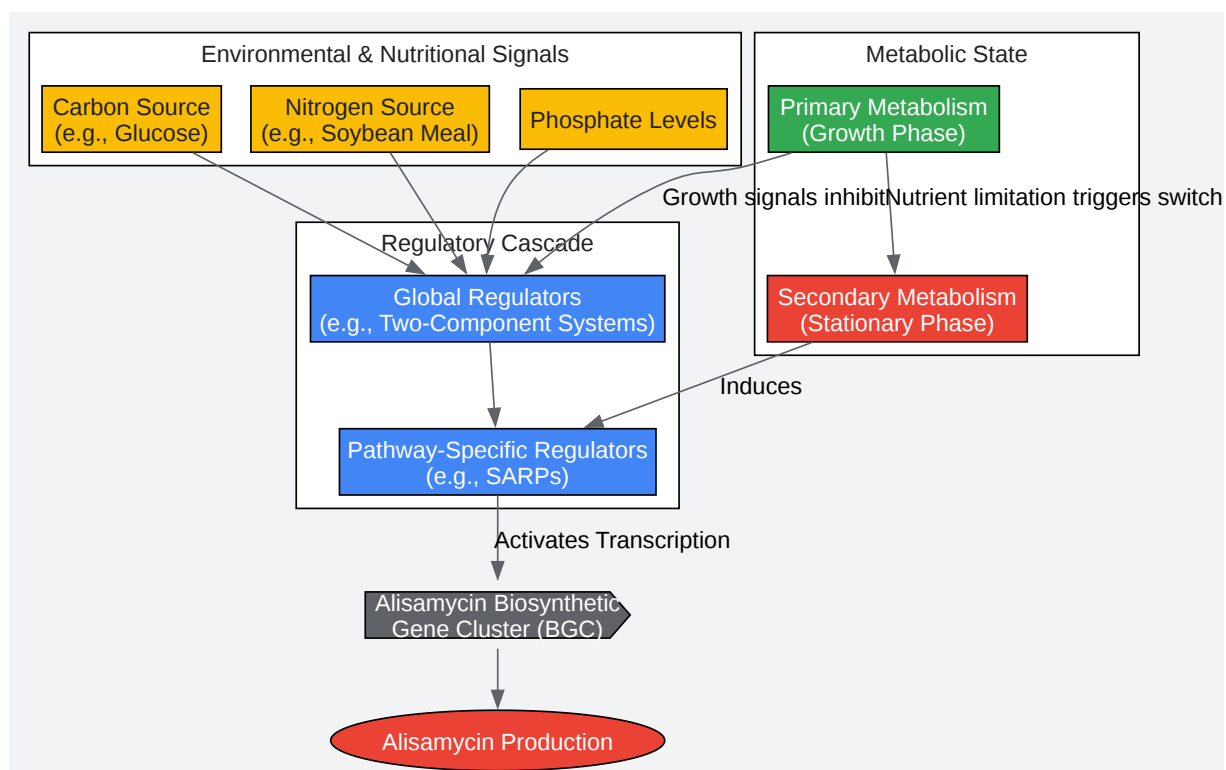 Environmental & Nutritional Signals
Carbon Source
(e.g., Glucose)
Nitrogen Source
(e.g., Soybean Meal)
Phosphate Levels
Metabolic State
Primary Metabolism
(Growth Phase)
Growth signals inhibit
Nutrient limitation triggers switch
Regulatory Cascade
Global Regulators
(e.g., Two-Component Systems)
Secondary Metabolism
(Stationary Phase)
Induces
Pathway-Specific Regulators
(e.g., SARPs)
Activates Transcription
Alisamycin Biosynthetic
Gene Cluster (BGC)
Alisamycin Production